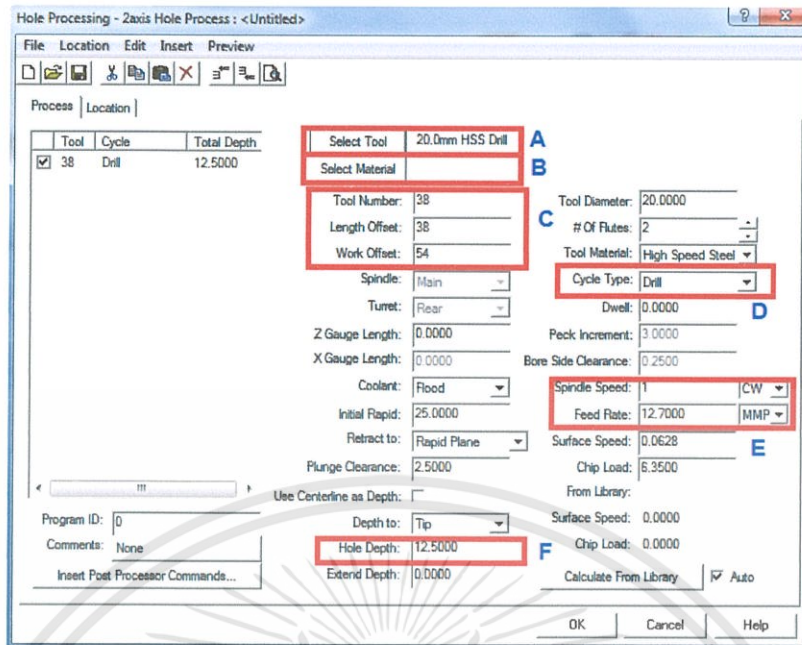 Hole Processing - 2axis Hole Process : <Untitled>
File Location Edit Insert Preview
Process Location
Tool Cycle Total Depth
38 Drill 12.5000
Program ID: 0
Comments: None
Insert Post Processor Commands...
Select Tool 20.0mm HSS Drill A
Select Material B
Tool Number: 38
Length Offset: 38
Work Offset: 54
C
Spindle: Main
Turret: Rear
Z Gauge Length: 0.0000
X Gauge Length: 0.0000
Coolant: Flood
Initial Rapid: 25.0000
Retract to: Rapid Plane
Plunge Clearance: 2.5000
Use Centerline as Depth:
Depth to: Tip
Hole Depth: 12.5000 F
Extend Depth: 0.0000
Tool Diameter: 20.0000
# Of Flutes: 2
Tool Material: High Speed Steel
Cycle Type: Drill
D
Dwell: 0.0000
Peck Increment: 3.0000
Bore Side Clearance: 0.2500
Spindle Speed: 1 CW
Feed Rate: 12.7000 MMP
E
Surface Speed: 0.0628
Chip Load: 6.3500
From Library:
Surface Speed: 0.0000
Chip Load: 0.0000
Calculate From Library Auto
OK Cancel Help